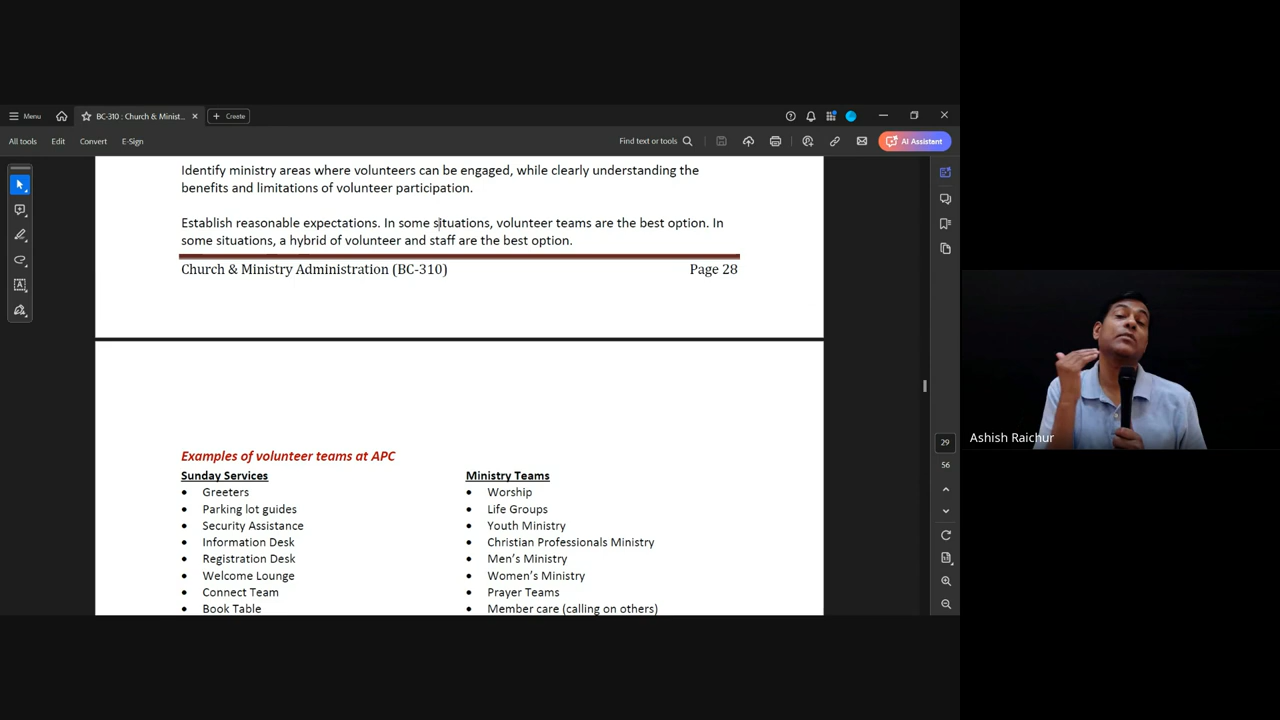 Menu
BC-310 : Church & Minist...
Create
All tools
Edit
Convert
E-Sign
Find text or tools
AI Assistant
Identify ministry areas where volunteers can be engaged, while clearly understanding the
benefits and limitations of volunteer participation.
Establish reasonable expectations. In some situations, volunteer teams are the best option. In
some situations, a hybrid of volunteer and staff are the best option.
Church & Ministry Administration (BC-310)
Page 28
Examples of volunteer teams at APC
Sunday Services
• Greeters
• Parking lot guides
• Security Assistance
• Information Desk
• Registration Desk
• Welcome Lounge
• Connect Team
• Book Table
Ministry Teams
• Worship
• Life Groups
• Youth Ministry
• Christian Professionals Ministry
• Men's Ministry
• Women's Ministry
• Prayer Teams
• Member care (calling on others)
29
56
Ashish Raichur